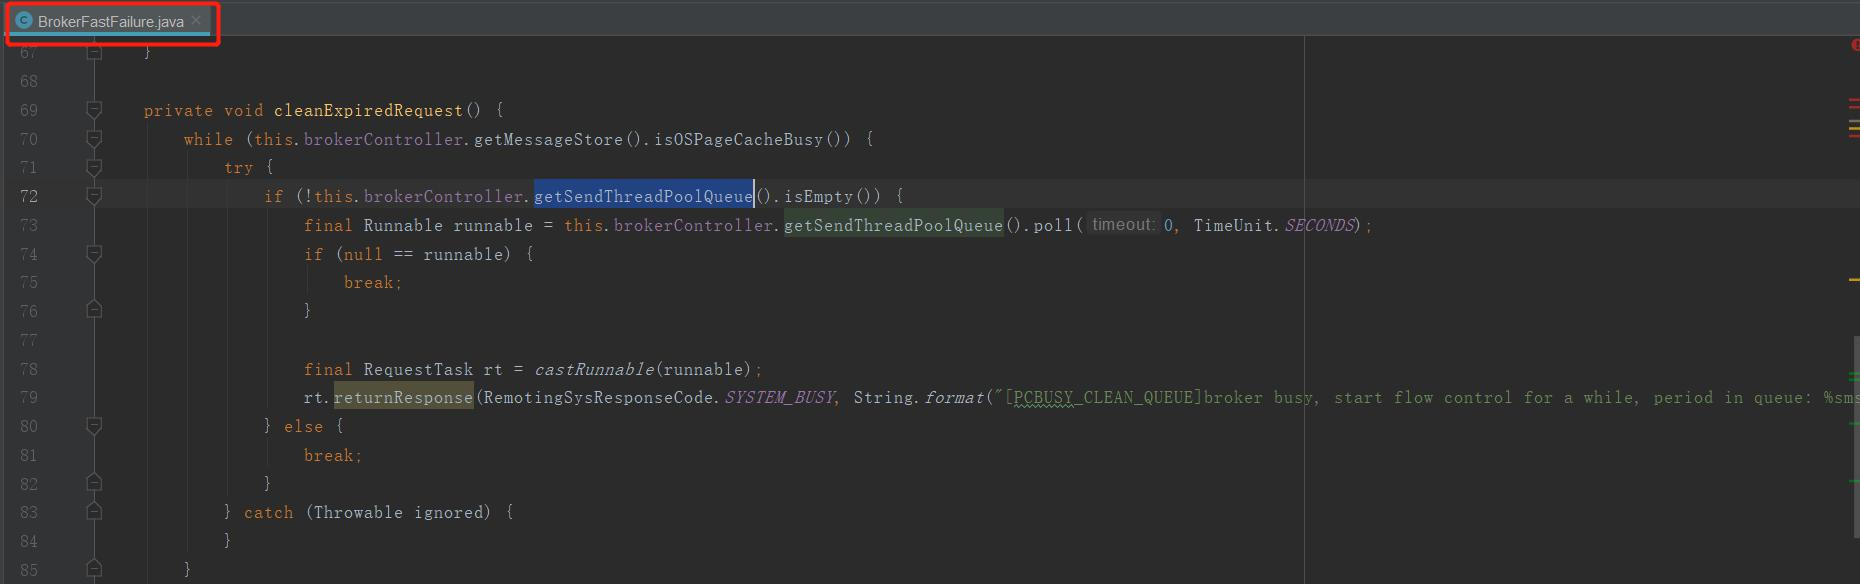 BrokerFastFailure.java
67 }
68
69 private void cleanExpiredRequest() {
70 while (this.brokerController.getMessageStore().isOSPageCacheBusy()) {
71 try {
72 if (!this.brokerController.getSendThreadPoolQueue().isEmpty()) {
73 final Runnable runnable = this.brokerController.getSendThreadPoolQueue().poll( timeout: 0, TimeUnit.SECONDS);
74 if (null == runnable) {
75 break;
76 }
77
78 final RequestTask rt = castRunnable(runnable);
79 rt.returnResponse(RemotingSysResponseCode.SYSTEM_BUSY, String.format("[PCBUSY_CLEAN_QUEUE]broker busy, start flow control for a while, period in queue: %sms
80 } else {
81 break;
82 }
83 } catch (Throwable ignored) {
84 }
85 }